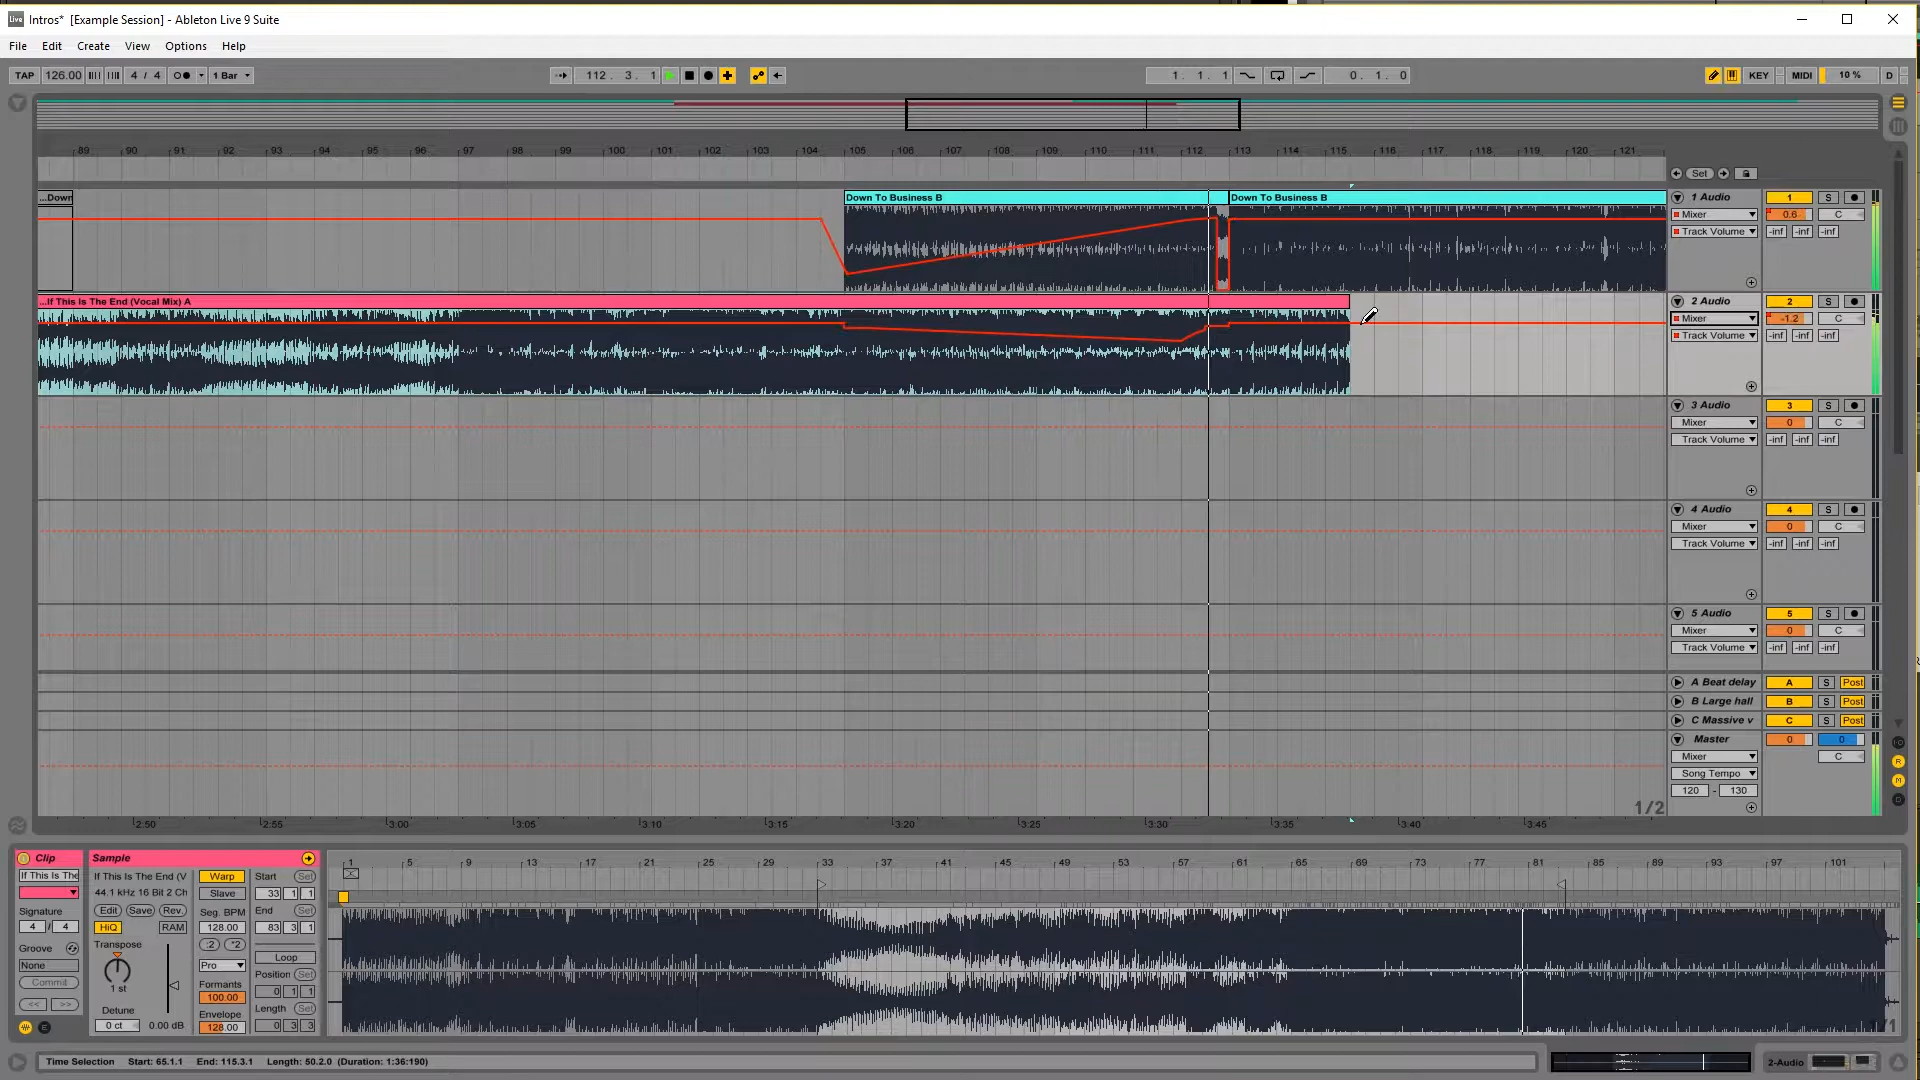 Intros* [Example Session] - Ableton Live 9 Suite
File Edit Create View Options Help
TAP 126.00 4 / 4 1 Bar 112. 3. 1 1. 1. 1 0. 1. 0 KEY MIDI 10 % D
89 90 91 92 93 94 95 96 97 98 99 100 101 102 103 104 105 106 107 108 109 110 111 112 113 114 115 116 117 118 119 120 121
Set
...Down Down To Business B Down To Business B 1 Audio 1 S
Mixer 0.6 C
Track Volume -inf -inf -inf
...If This Is The End (Vocal Mix) A 2 Audio 2 S
Mixer -1.2 C
Track Volume -inf -inf -inf
3 Audio 3 S
Mixer 0 C
Track Volume -inf -inf -inf
4 Audio 4 S
Mixer 0 C
Track Volume -inf -inf -inf
5 Audio 5 S
Mixer 0 C
Track Volume -inf -inf -inf
A Beat delay A S Post
B Large hall B S Post
C Massive v C S Post
Master 0 0
Mixer C
Song Tempo
120 - 130
1/2
2:50 2:55 3:00 3:05 3:10 3:15 3:20 3:25 3:30 3:35 3:40 3:45
Clip Sample
1 5 9 13 17 21 25 29 33 37 41 45 49 53 57 61 65 69 73 77 81 85 89 93 97 101
If This Is The If This Is The End (V Warp Start Set
44.1 kHz 16 Bit 2 Ch Slave 33 1 1
Signature Edit Save Rev. Seg. BPM End Set
4 / 4 HiQ RAM 128.00 83 3 1
Groove Transpose :2 *2 Loop
None Pro Position Set
Commit 1 st Formants 0 1 1
100.00 Length Set
<< >> Detune Envelope
0 ct 0.00 dB 128.00 0 3 3
1/1
Time Selection Start: 65.1.1 End: 115.3.1 Length: 50.2.0 (Duration: 1:36:190) 2-Audio